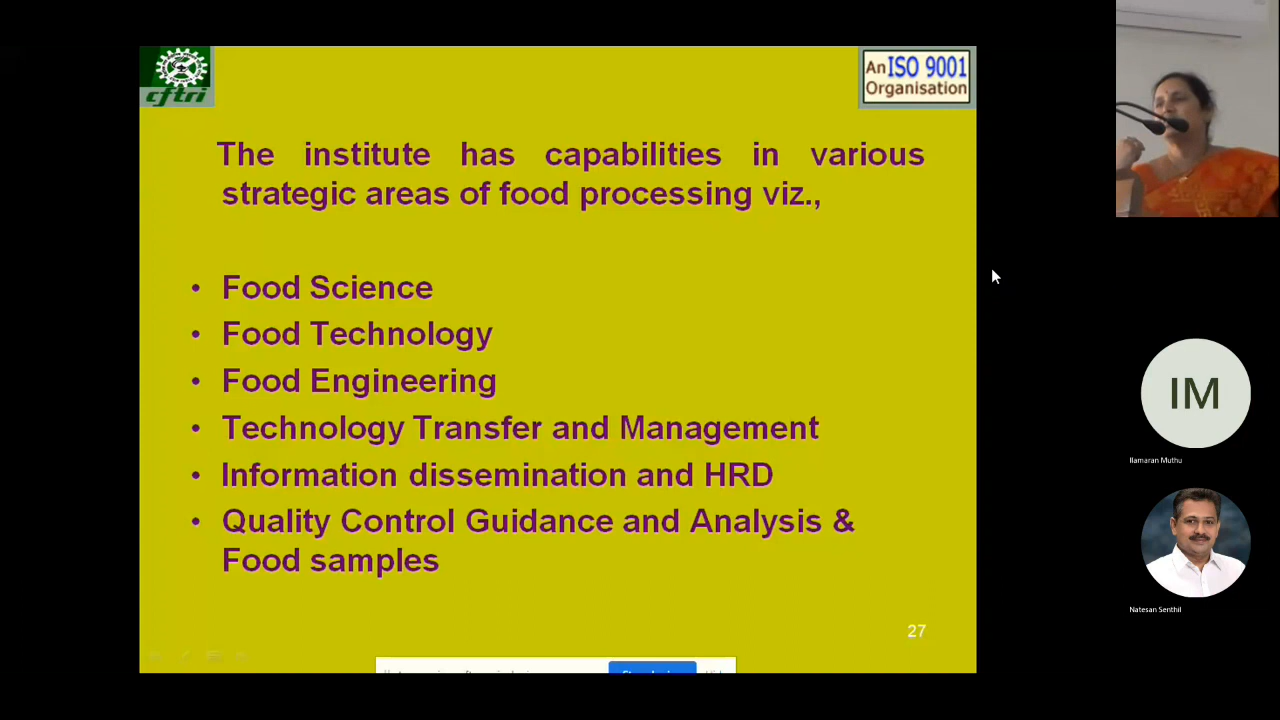 cftri
An ISO 9001
Organisation
The institute has capabilities in various
strategic areas of food processing viz.,
• Food Science
• Food Technology
• Food Engineering
• Technology Transfer and Management
• Information dissemination and HRD
• Quality Control Guidance and Analysis &
Food samples
27
IM
Ilamaran Muthu
Natesan Senthil